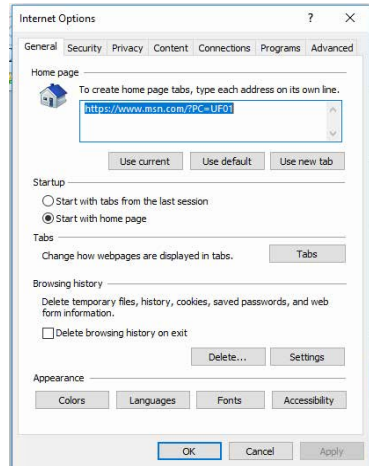 Internet Options ? X
General Security Privacy Content Connections Programs Advanced
Home page
To create home page tabs, type each address on its own line.
https://www.msn.com/?PC=UF01
Use current Use default Use new tab
Startup
Start with tabs from the last session
Start with home page
Tabs
Change how webpages are displayed in tabs. Tabs
Browsing history
Delete temporary files, history, cookies, saved passwords, and web
form information.
Delete browsing history on exit
Delete... Settings
Appearance
Colors Languages Fonts Accessibility
OK Cancel Apply